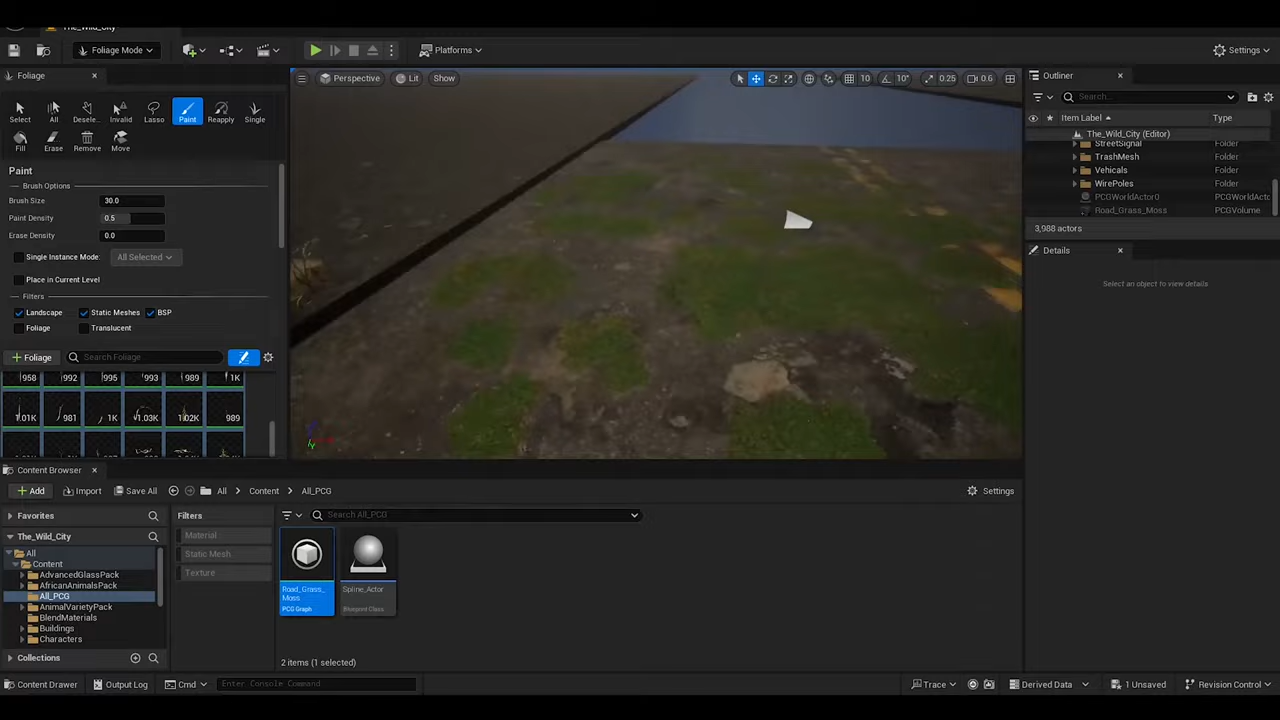 The_Wild_City
Foliage Mode
Platforms
Settings
Foliage
Perspective
Lit
Show
10
10°
0.25
0.6
Outliner
Search...
Select
All
Desele...
Invalid
Lasso
Paint
Reapply
Single
Item Label
Type
The_Wild_City (Editor)
StreetSignal
Folder
Fill
Erase
Remove
Move
TrashMesh
Folder
Vehicals
Folder
Paint
WirePoles
Folder
Brush Options
PCGWorldActor0
PCGWorldActo
Brush Size
30.0
Road_Grass_Moss
PCGVolume
Paint Density
0.5
3,988 actors
Erase Density
0.0
Details
Single Instance Mode:
All Selected
Place in Current Level
Select an object to view details
Filters
Landscape
Static Meshes
BSP
Foliage
Translucent
+ Foliage
Search Foliage
958
992
995
993
989
1K
1.01K
981
1K
1.03K
1.02K
989
Content Browser
+ Add
Import
Save All
All
Content
All_PCG
Settings
Favorites
Filters
Search All_PCG
The_Wild_City
Material
All
Static Mesh
Content
Texture
AdvancedGlassPack
AfricanAnimalsPack
All_PCG
AnimalVarietyPack
BlendMaterials
Buildings
Characters
Road_Grass_
Moss
PCG Graph
Spline_Actor
Blueprint Class
Collections
2 items (1 selected)
Content Drawer
Output Log
Cmd
Enter Console Command
Trace
Derived Data
1 Unsaved
Revision Control